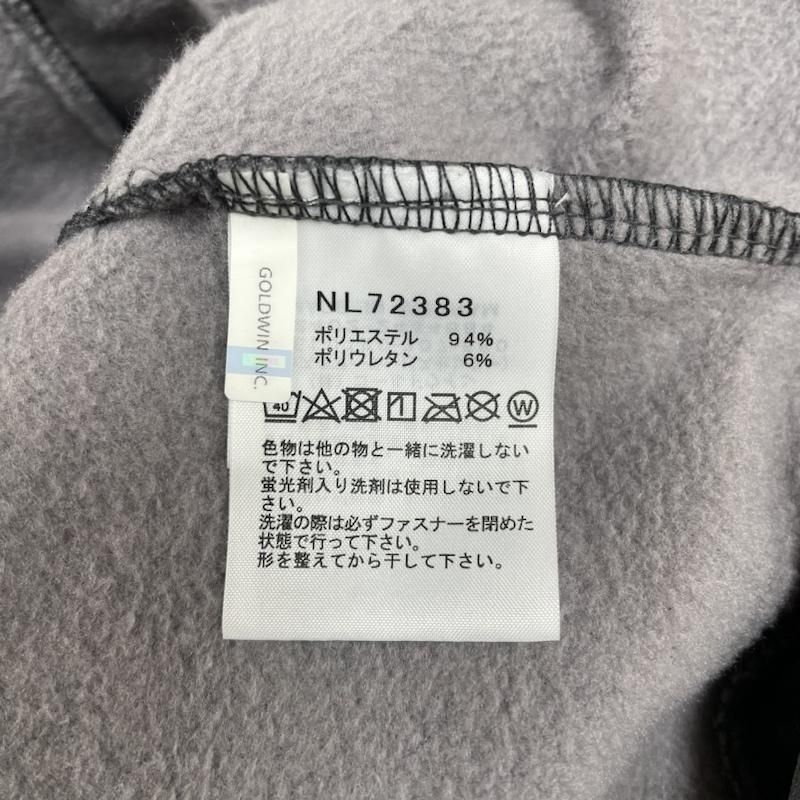 GOLDWIN INC.
NL72383
ポリエステル 94%
ポリウレタン 6%
40
W
色物は他の物と一緒に洗濯しない
で下さい。
蛍光剤入り洗剤は使用しないで下
さい。
洗濯の際は必ずファスナーを閉めた
状態で行って下さい。
形を整えてから干して下さい。